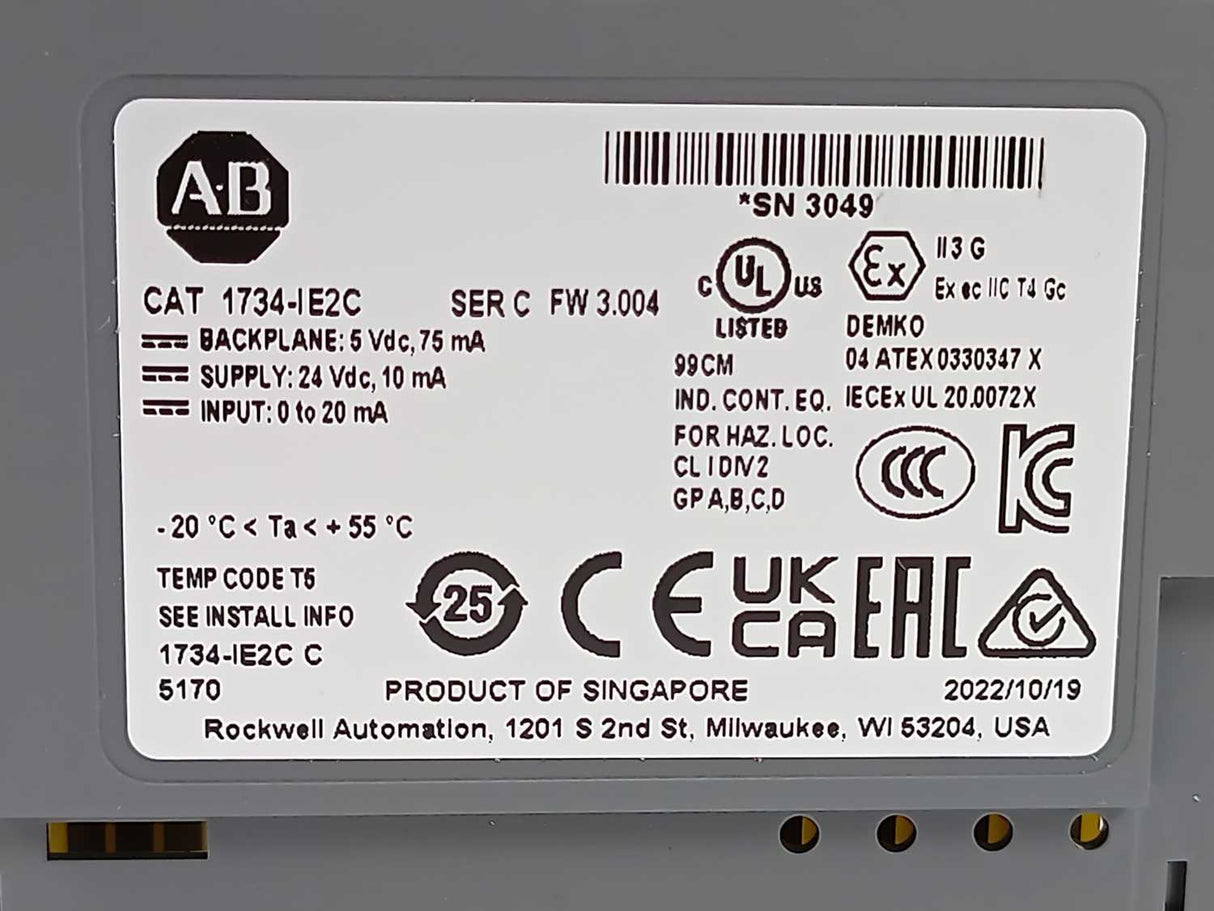 A·B
*SN 3049
CAT 1734-IE2C SER C FW 3.004
BACKPLANE: 5 Vdc, 75 mA
SUPPLY: 24 Vdc, 10 mA
INPUT: 0 to 20 mA
C UL US
LISTED
99CM
IND. CONT. EQ.
FOR HAZ. LOC.
CL I DIV 2
GP A,B,C,D
Ex II 3 G
Ex ec IIC T4 Gc
DEMKO
04 ATEX 0330347 X
IECEx UL 20.0072X
CCC
KC
-20 °C < Ta < +55 °C
TEMP CODE T5
SEE INSTALL INFO
1734-IE2C C
5170
25
CE
UK
CA
EAC
PRODUCT OF SINGAPORE
2022/10/19
Rockwell Automation, 1201 S 2nd St, Milwaukee, WI 53204, USA